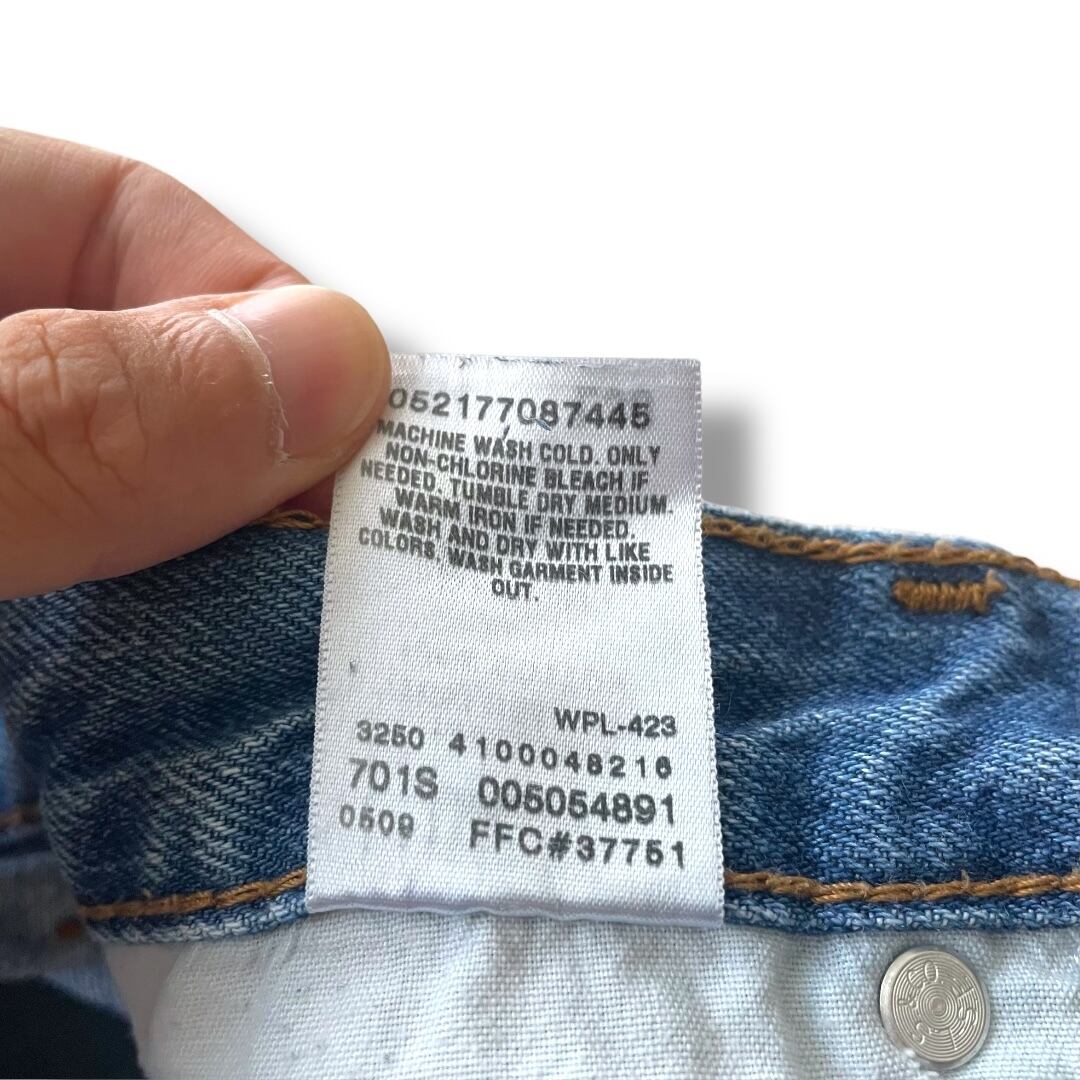 052177087445
MACHINE WASH COLD. ONLY
NON-CHLORINE BLEACH IF
NEEDED. TUMBLE DRY MEDIUM.
WARM IRON IF NEEDED.
WASH AND DRY WITH LIKE
COLORS, WASH GARMENT INSIDE
OUT.
WPL-423
3250 4100048216
701S 005054891
0509 FFC#37751